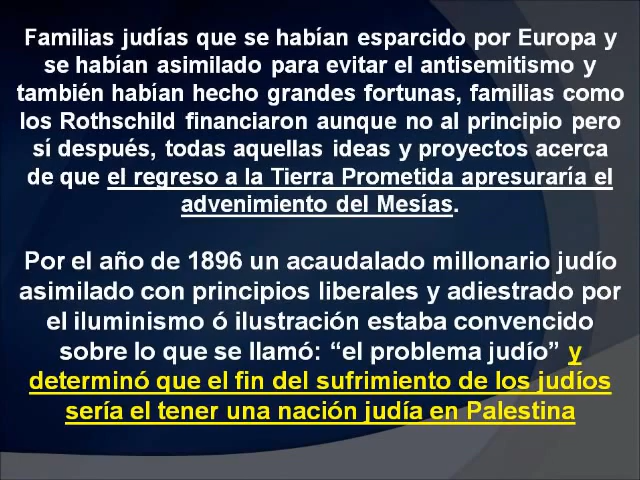 Familias judías que se habían esparcido por Europa y
se habían asimilado para evitar el antisemitismo y
también habían hecho grandes fortunas, familias como
los Rothschild financiaron aunque no al principio pero
sí después, todas aquellas ideas y proyectos acerca
de que el regreso a la Tierra Prometida apresuraría el
advenimiento del Mesías.
Por el año de 1896 un acaudalado millonario judío
asimilado con principios liberales y adiestrado por
el iluminismo ó ilustración estaba convencido
sobre lo que se llamó: “el problema judío” y
determinó que el fin del sufrimiento de los judíos
sería el tener una nación judía en Palestina